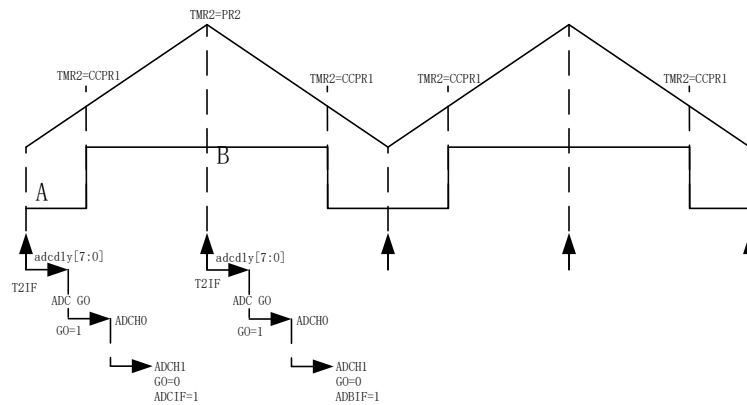 TMR2=PR2
TMR2=CCPR1
TMR2=CCPR1
TMR2=CCPR1
TMR2=CCPR1
A
B
adcdly[7:0]
T2IF
ADC GO
GO=1
ADCH0
ADCH1
GO=0
ADCIF=1
adcdly[7:0]
T2IF
ADC GO
GO=1
ADCH0
ADCH1
GO=0
ADBIF=1